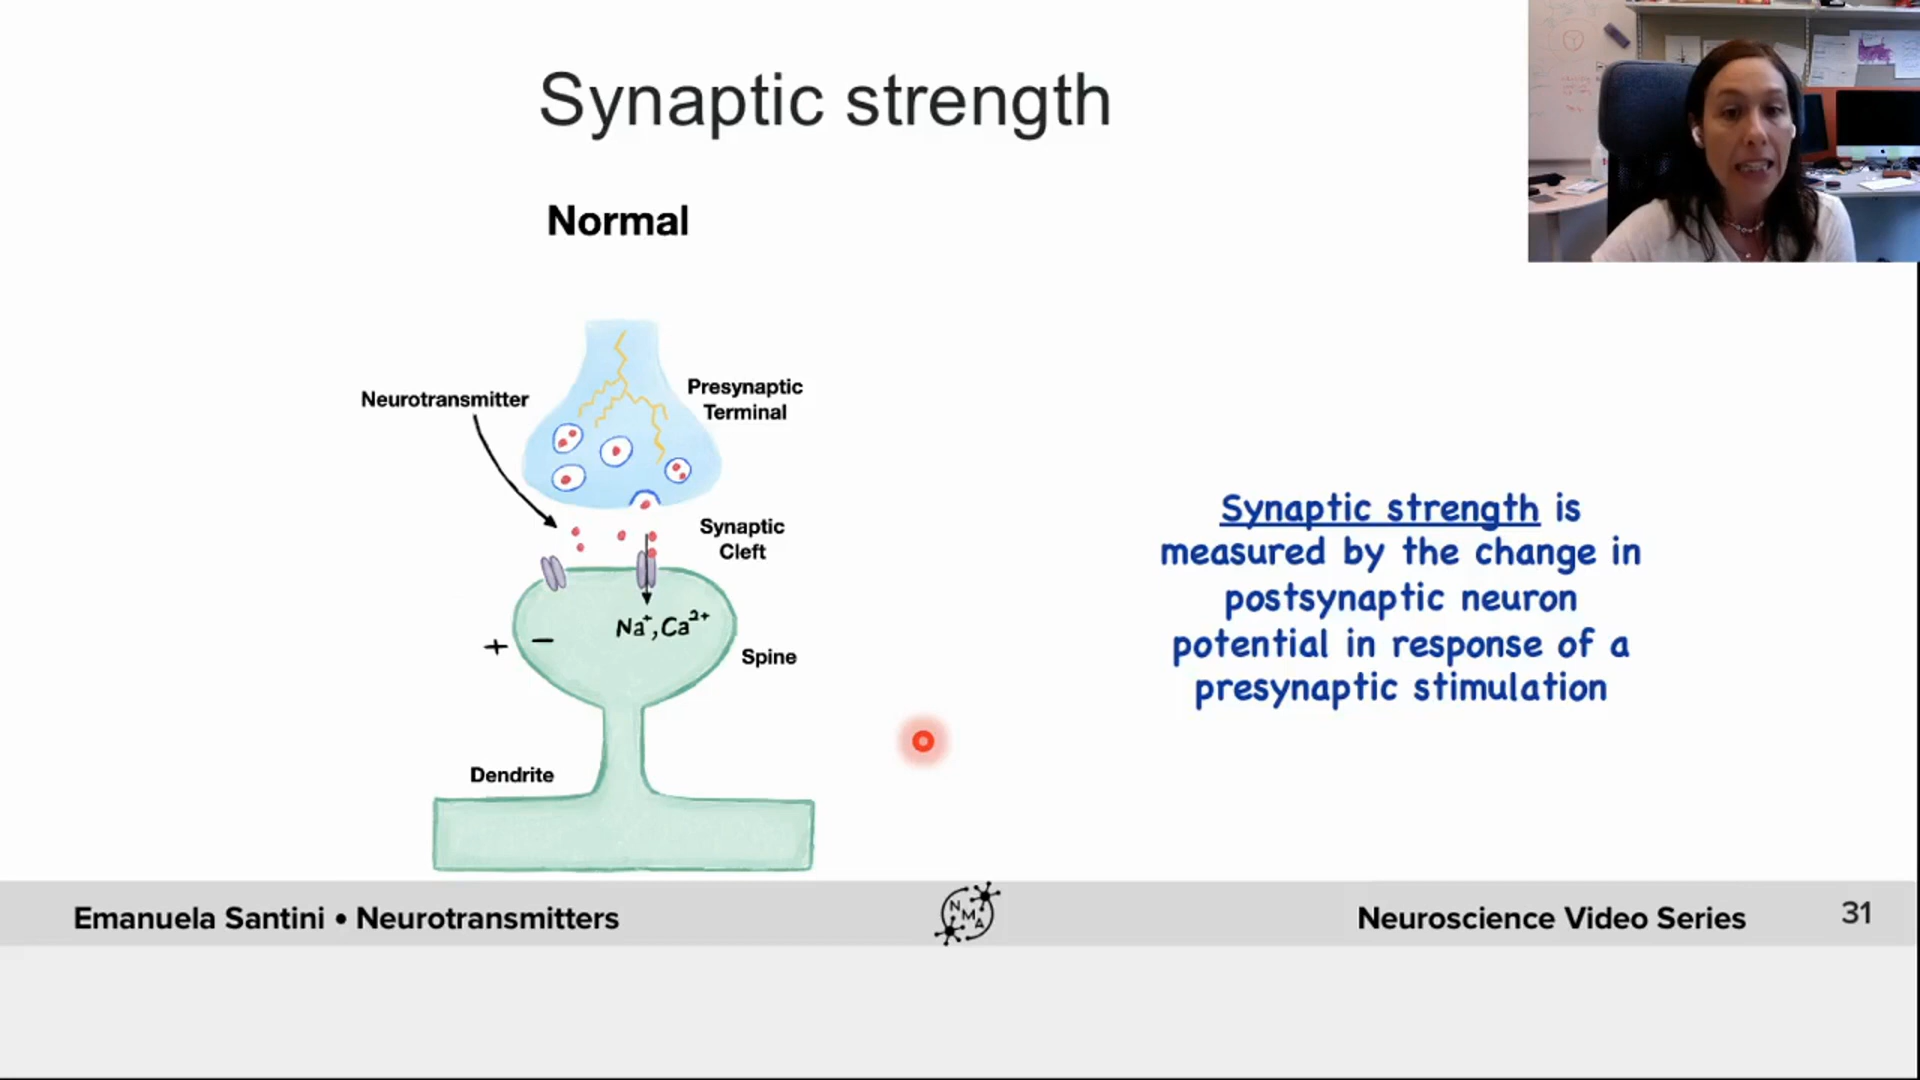 Synaptic strength
Normal
Neurotransmitter
Presynaptic
Terminal
Synaptic
Cleft
Na⁺, Ca²⁺
+
−
Spine
Dendrite
Synaptic strength is
measured by the change in
postsynaptic neuron
potential in response of a
presynaptic stimulation
Emanuela Santini • Neurotransmitters
NMA
Neuroscience Video Series
31